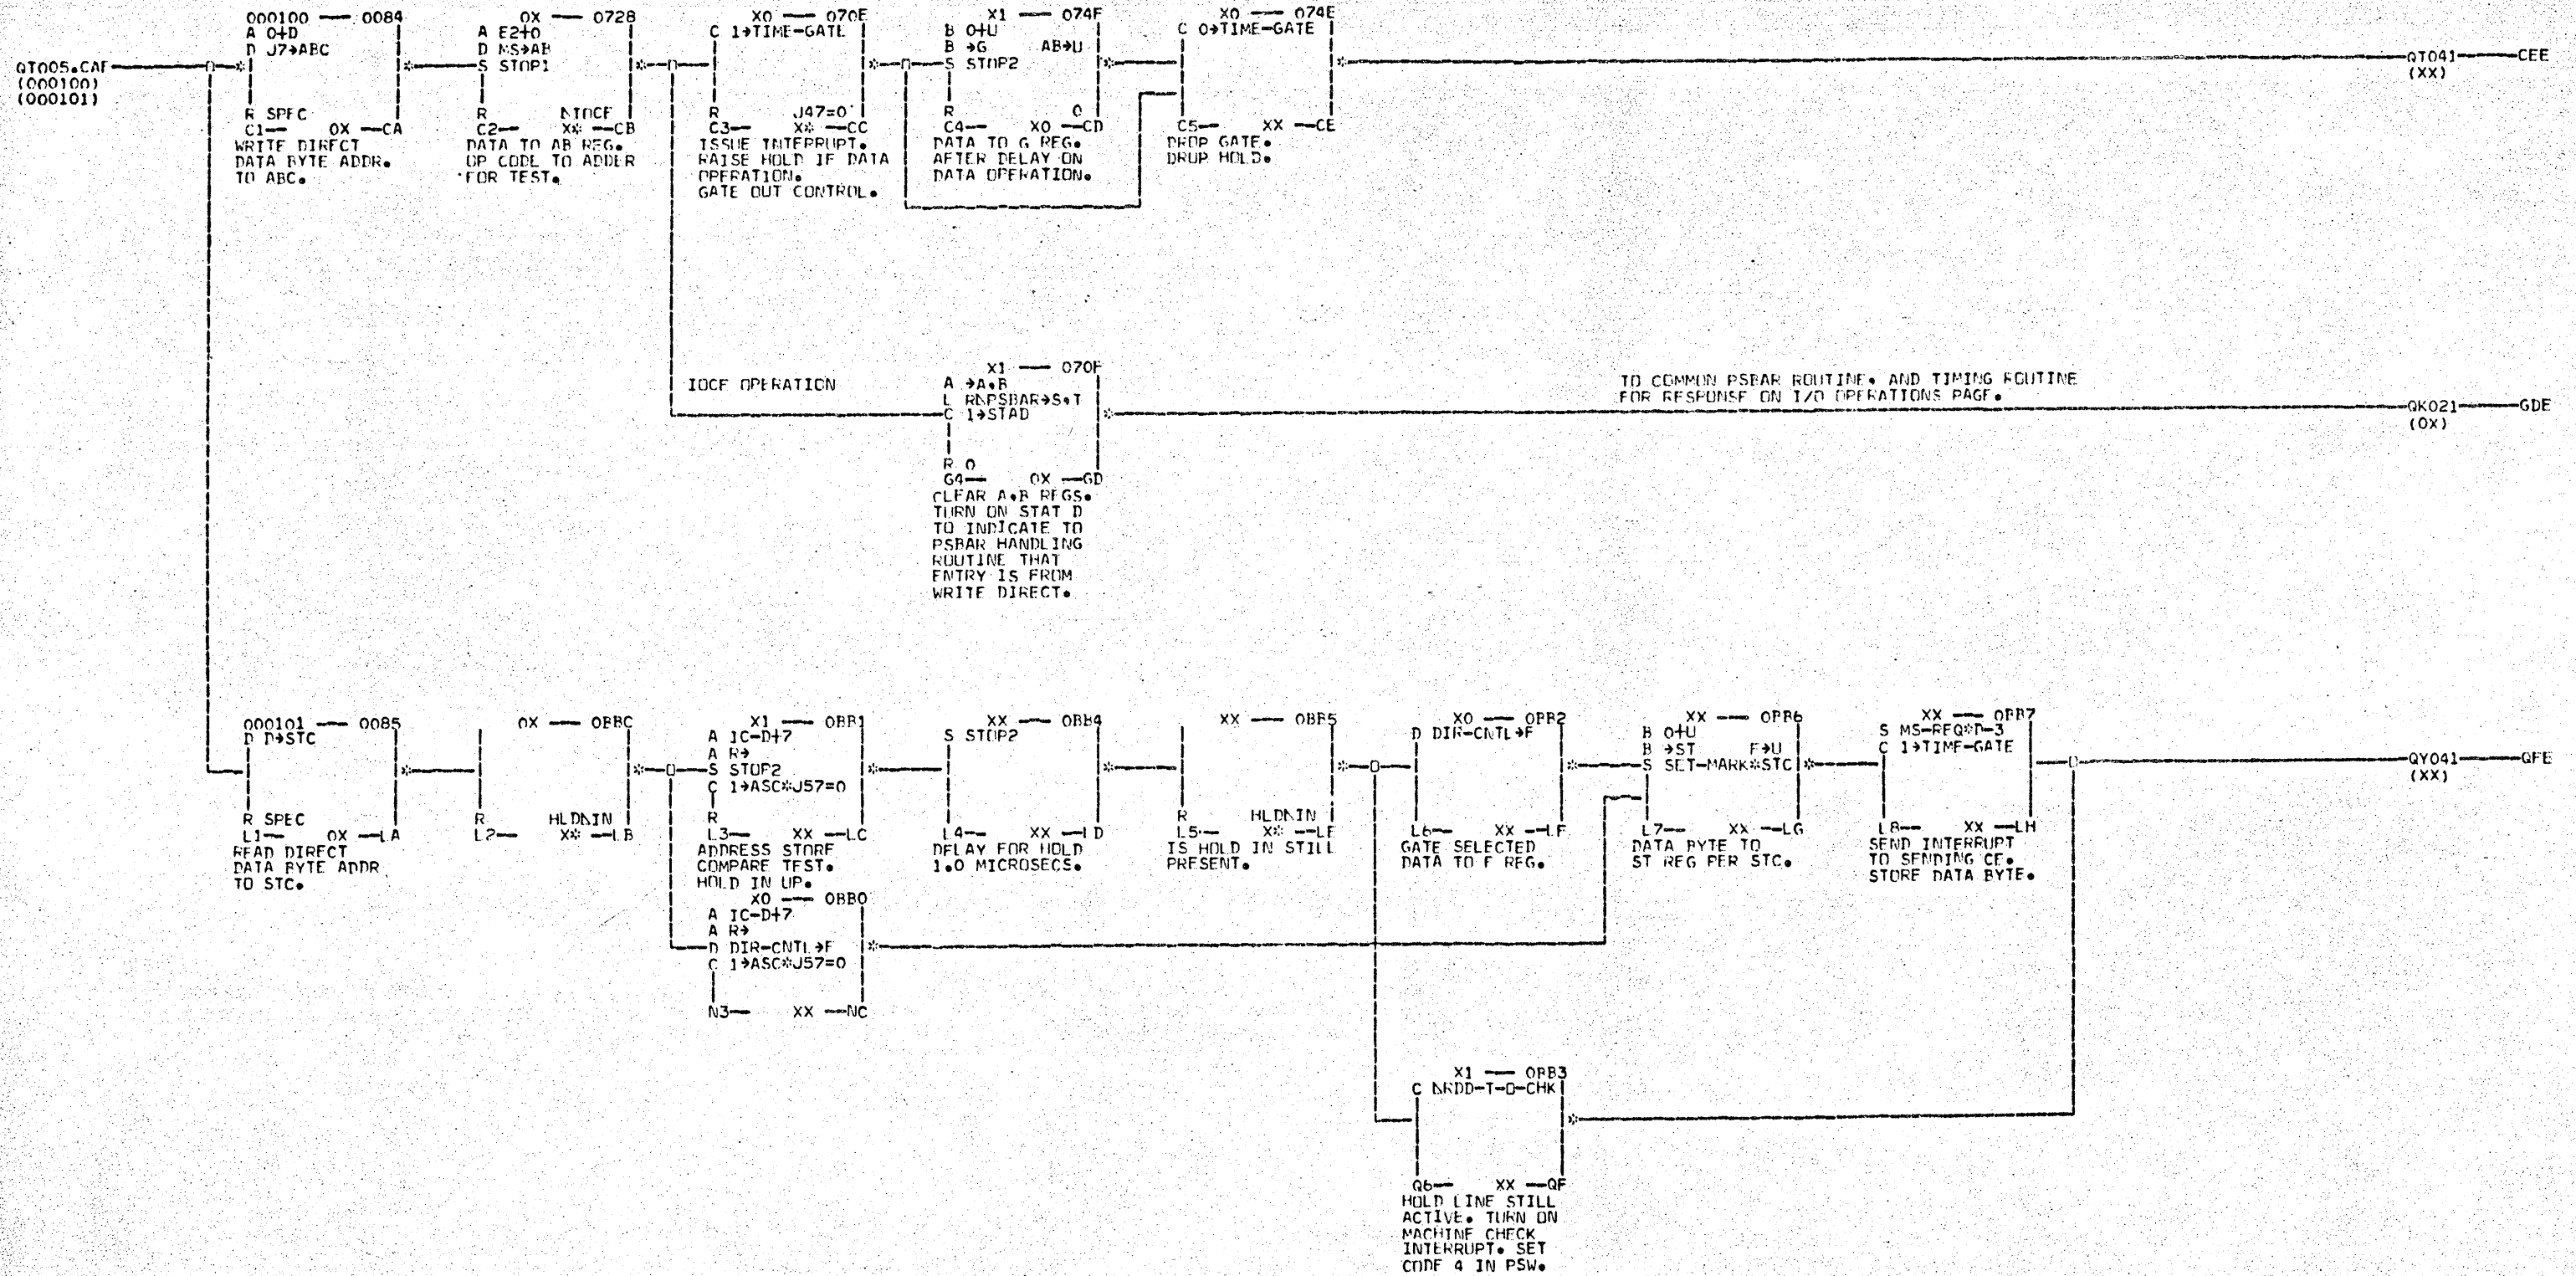 000100 — 0084
A 0+D
D J7→ABC
R SPEC
C1— 0X —CA
WRITE DIRECT
DATA BYTE ADDR.
TO ABC.
0X — 0728
A E2+0
D MS→AB
S STOP1
R NIOCE
C2— X* —CB
DATA TO AB REG.
OP CODE TO ADDER
FOR TEST.
X0 — 070E
C 1→TIME-GATE
R J47=0
C3— X* —CC
ISSUE INTERRUPT.
RAISE HOLD IF DATA
OPERATION.
GATE OUT CONTROL.
X1 — 074F
B 0+U
B →G AB→U
S STOP2
R 0
C4— X0 —CD
DATA TO G REG.
AFTER DELAY ON
DATA OPERATION.
X0 — 074E
C 0→TIME-GATE
C5— XX —CE
DROP GATE.
DROP HOLD.
QT005.CAF
(000100)
(000101)
QT041—CEE
(XX)
IOCE OPERATION
X1 — 070F
A →A.B
L RDPSBAR→S.T
C 1→STAD
R 0
G4— 0X —GD
CLEAR A.B REGS.
TURN ON STAT D
TO INDICATE TO
PSBAR HANDLING
ROUTINE THAT
ENTRY IS FROM
WRITE DIRECT.
TO COMMON PSBAR ROUTINE. AND TIMING ROUTINE
FOR RESPONSE ON I/O OPERATIONS PAGE.
QK021—GDE
(0X)
000101 — 0085
D D→STC
R SPEC
L1— 0X —LA
READ DIRECT
DATA BYTE ADDR
TO STC.
0X — 0BBC
R HLDNIN
L2— X* —LB
X1 — 0BB1
A IC-D+7
A R→
S STOP2
C 1→ASC*J57=0
R
L3— XX —LC
ADDRESS STORE
COMPARE TEST.
HOLD IN UP.
X0 — 0BB0
A IC-D+7
A R→
D DIR-CNTL→F
C 1→ASC*J57=0
N3— XX —NC
XX — 0BB4
S STOP2
L4— XX —LD
DELAY FOR HOLD
1.0 MICROSECS.
XX — 0BB5
R HLDNIN
L5— X* —LE
IS HOLD IN STILL
PRESENT.
X0 — 0BB2
D DIR-CNTL→F
L6— XX —LF
GATE SELECTED
DATA TO F REG.
XX — 0BB6
B 0+U
B →ST F→U
S SET-MARK*STC
L7— XX —LG
DATA BYTE TO
ST REG PER STC.
XX — 0BB7
S MS-REQ*D-3
C 1→TIME-GATE
L8— XX —LH
SEND INTERRUPT
TO SENDING CE.
STORE DATA BYTE.
QY041—QFE
(XX)
X1 — 0BB3
C DRDD-T-O-CHK
Q6— XX —QF
HOLD LINE STILL
ACTIVE. TURN ON
MACHINE CHECK
INTERRUPT. SET
CODE 4 IN PSW.